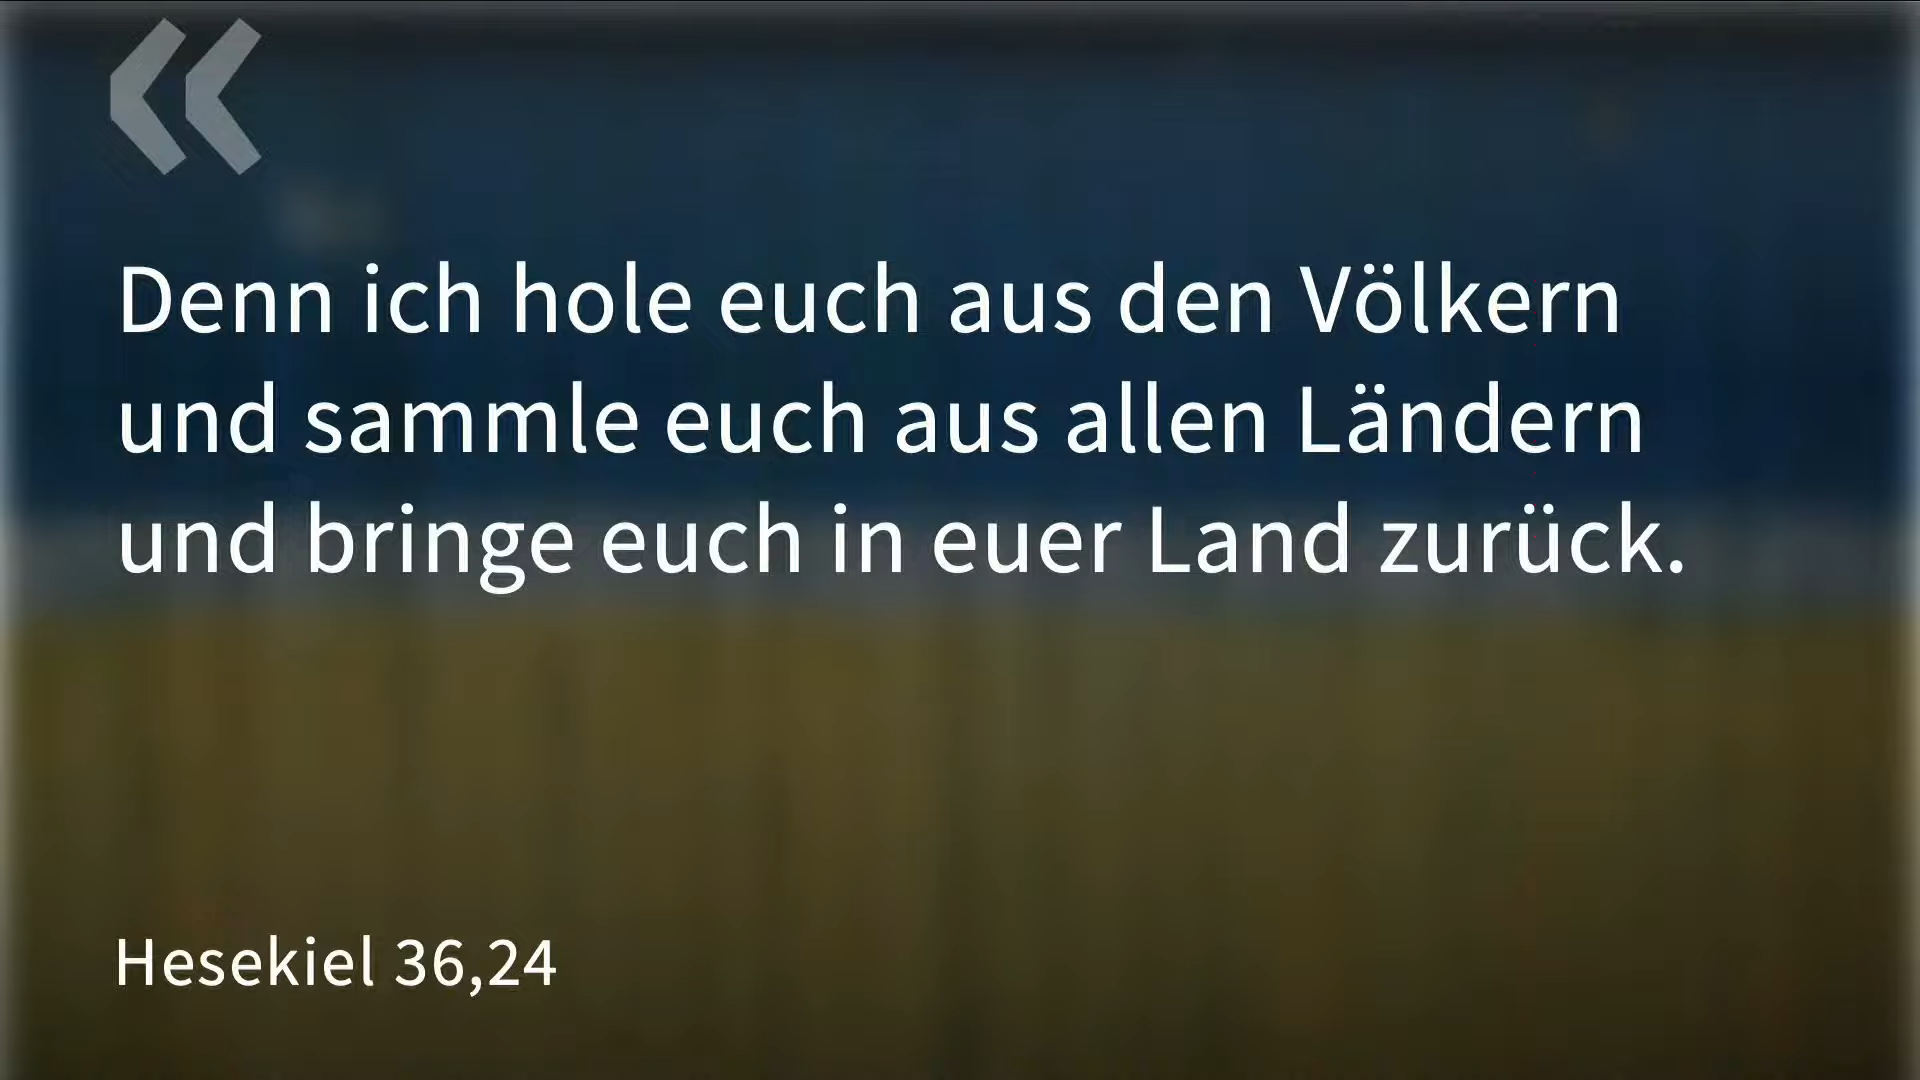 «
Denn ich hole euch aus den Völkern
und sammle euch aus allen Ländern
und bringe euch in euer Land zurück.
Hesekiel 36,24